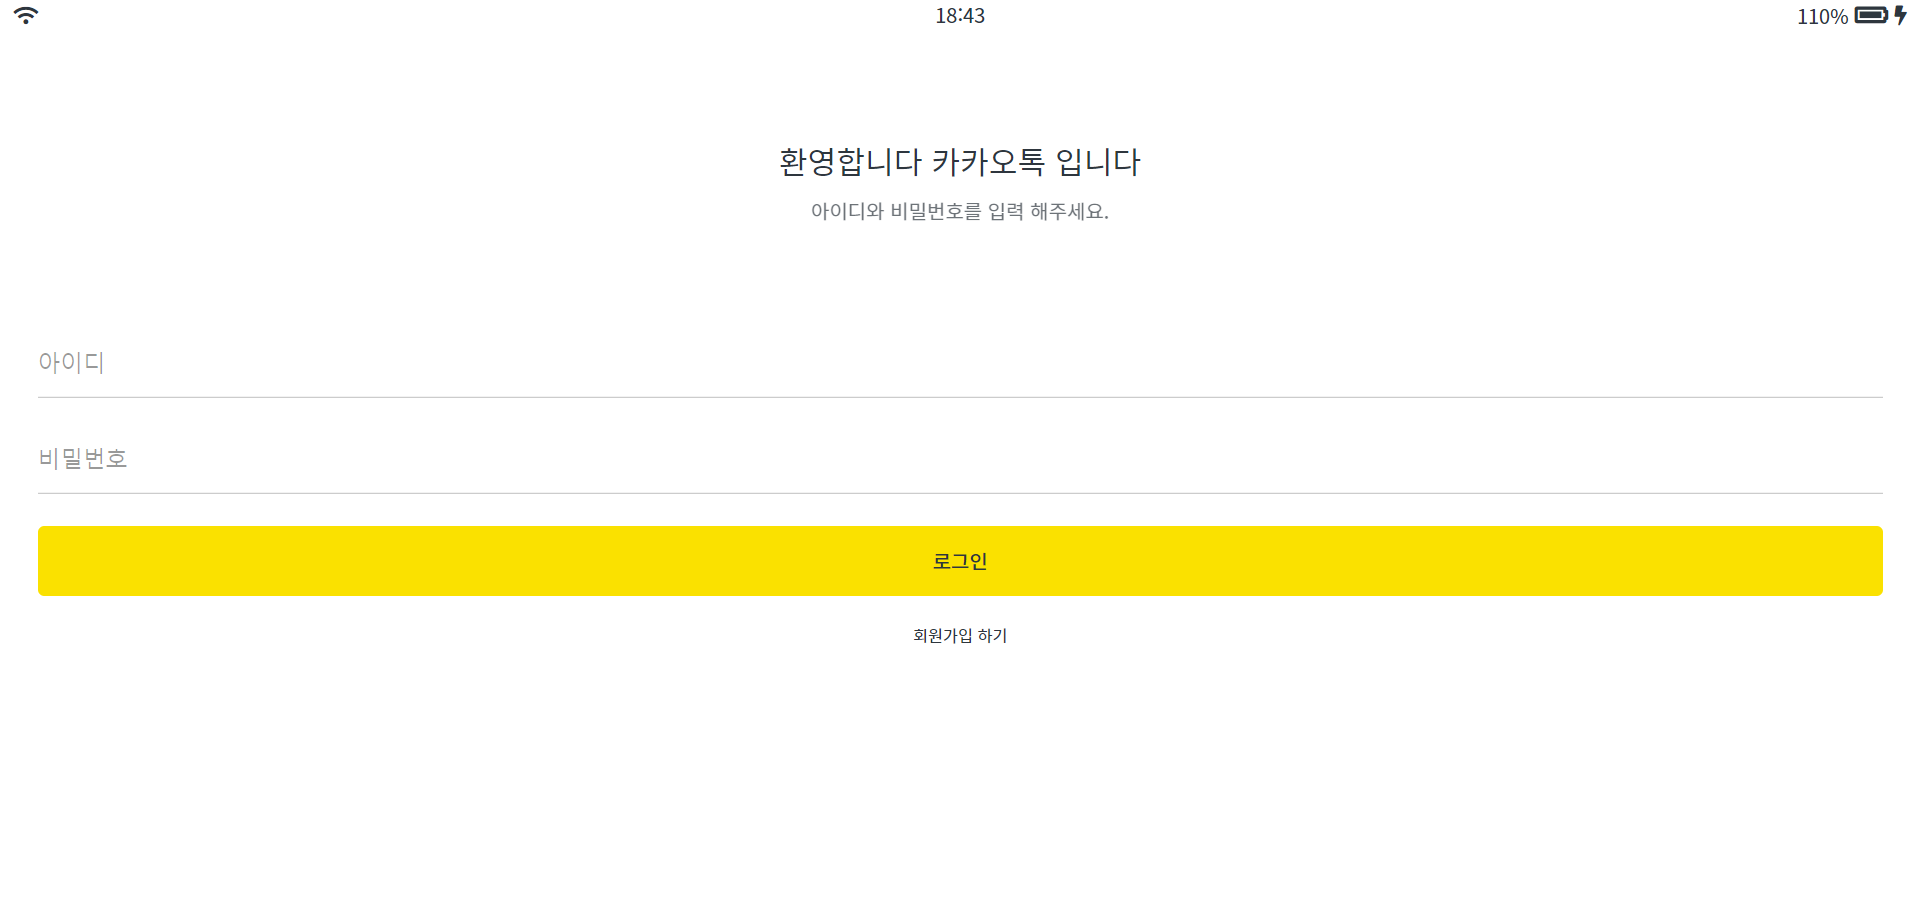 18:43
110%
환영합니다 카카오톡 입니다
아이디와 비밀번호를 입력 해주세요.
아이디
비밀번호
로그인
회원가입 하기